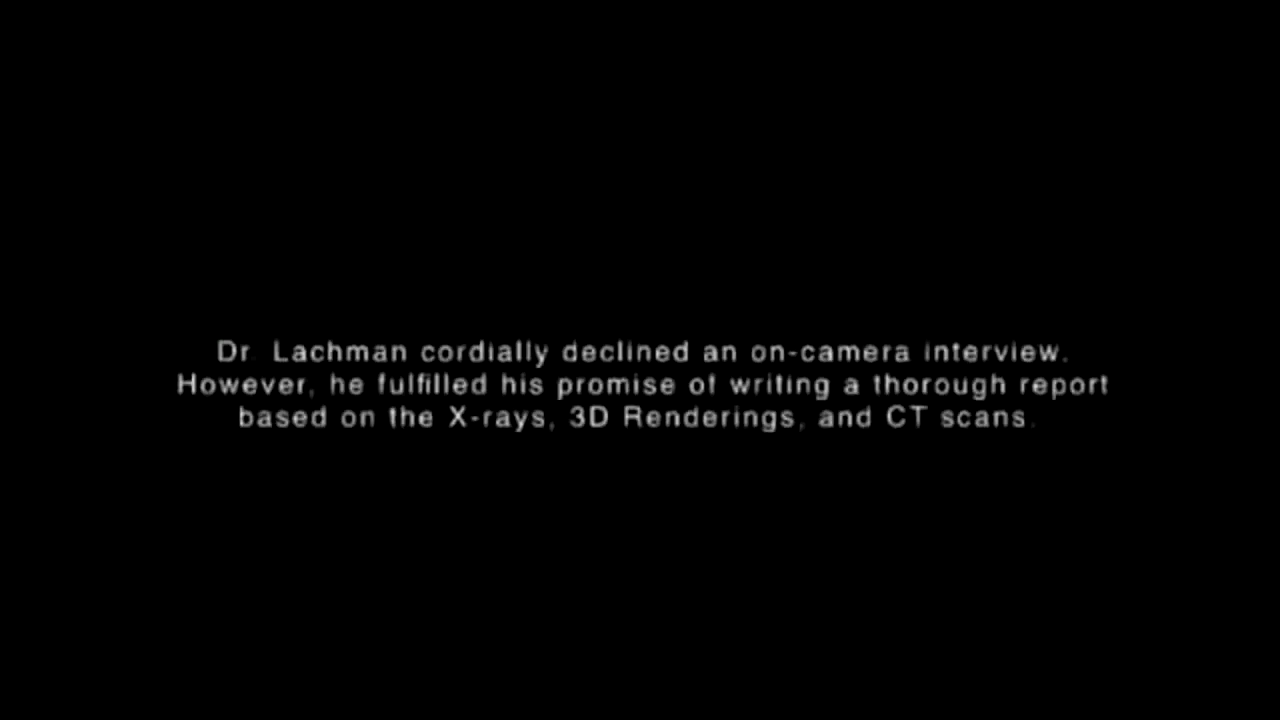 Dr. Lachman cordially declined an on-camera interview.
However, he fulfilled his promise of writing a thorough report
based on the X-rays, 3D Renderings, and CT scans.